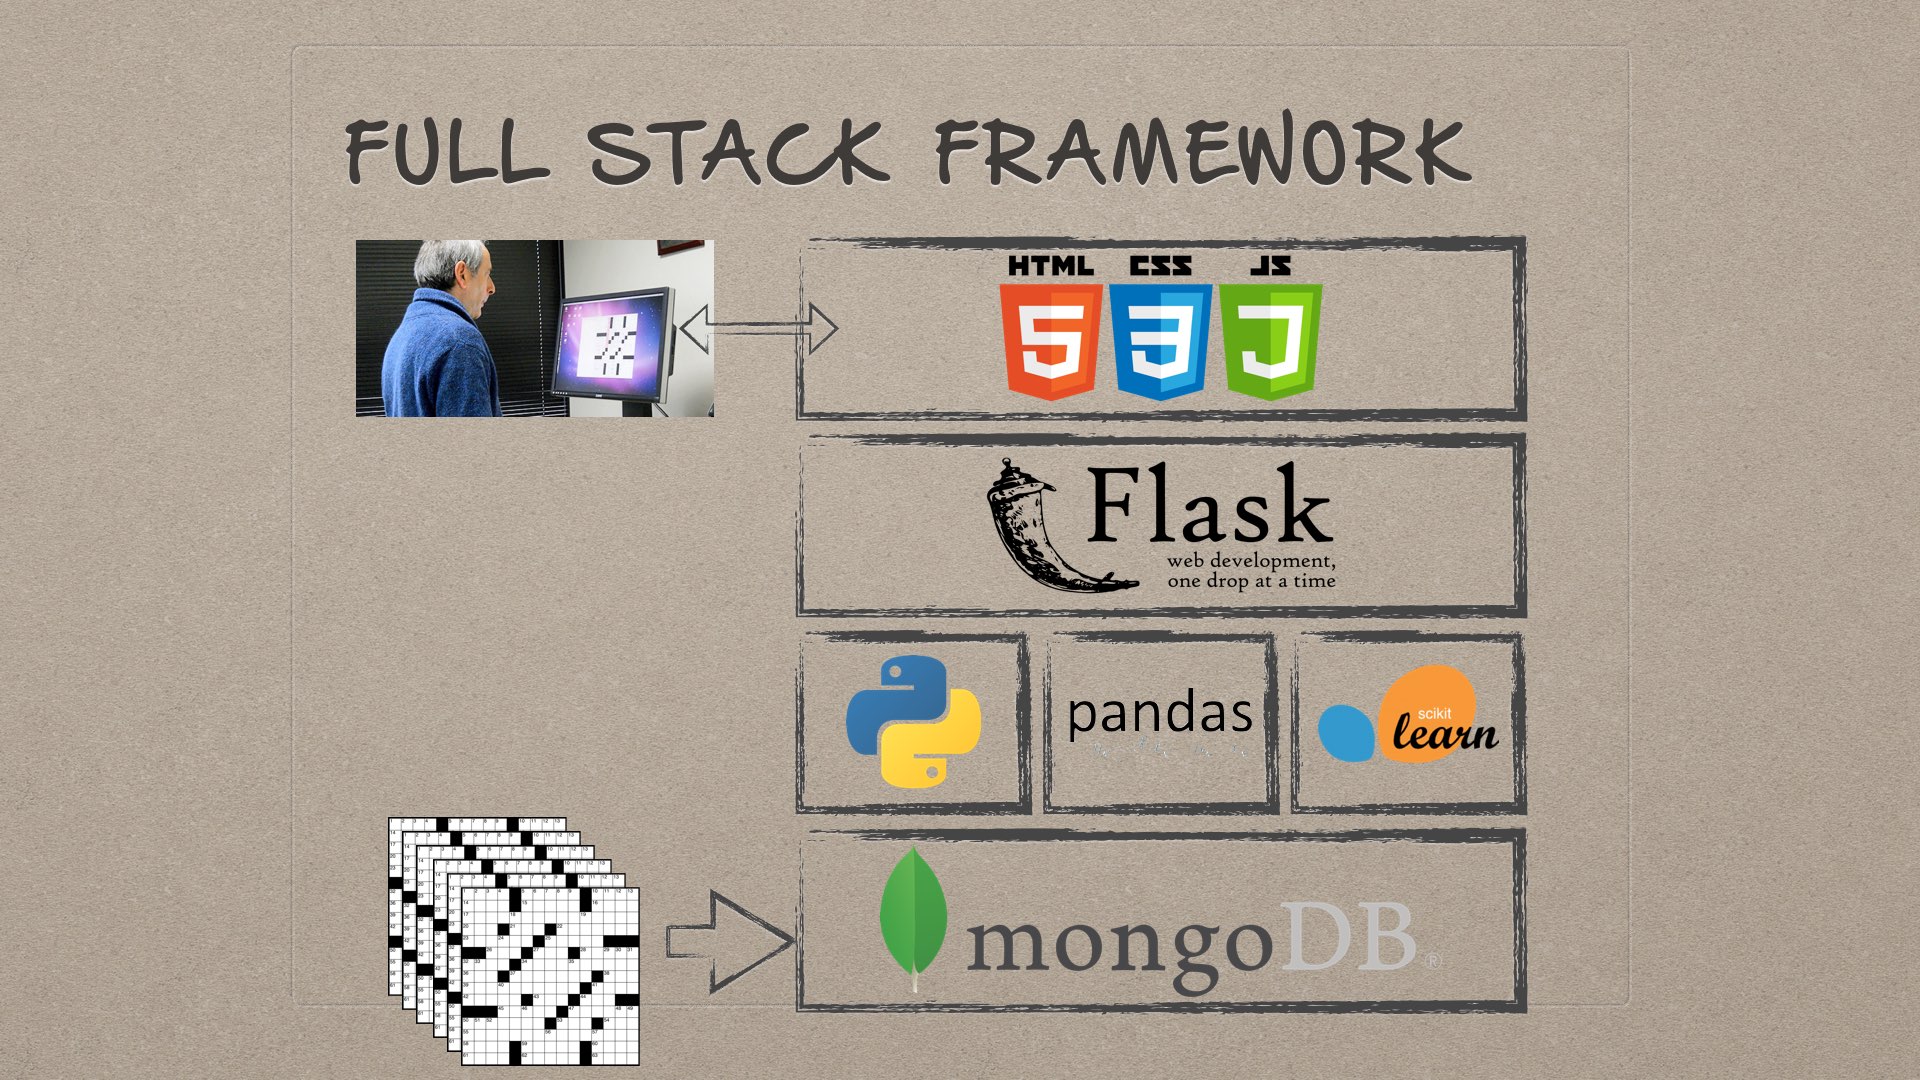 FULL STACK FRAMEWORK
HTML CSS JS
Flask
web development,
one drop at a time
pandas
scikit
learn
mongoDB®